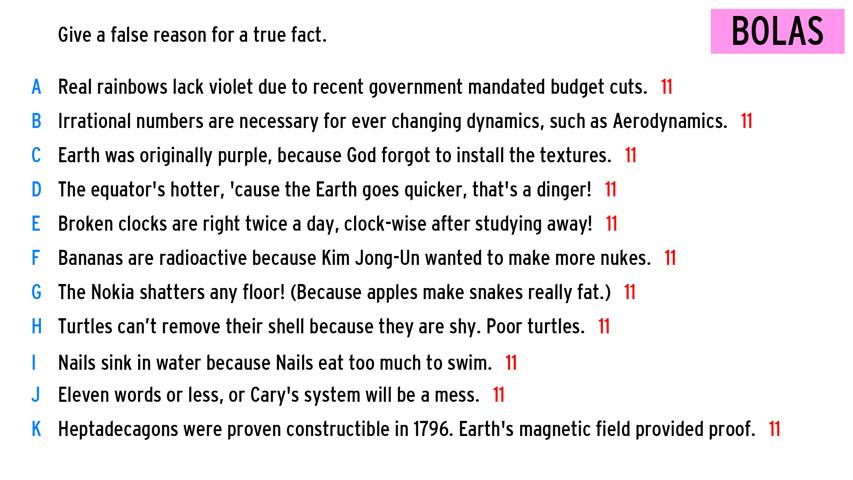 Give a false reason for a true fact.
BOLAS
A Real rainbows lack violet due to recent government mandated budget cuts. 11
B Irrational numbers are necessary for ever changing dynamics, such as Aerodynamics. 11
C Earth was originally purple, because God forgot to install the textures. 11
D The equator's hotter, 'cause the Earth goes quicker, that's a dinger! 11
E Broken clocks are right twice a day, clock-wise after studying away! 11
F Bananas are radioactive because Kim Jong-Un wanted to make more nukes. 11
G The Nokia shatters any floor! (Because apples make snakes really fat.) 11
H Turtles can’t remove their shell because they are shy. Poor turtles. 11
I Nails sink in water because Nails eat too much to swim. 11
J Eleven words or less, or Cary's system will be a mess. 11
K Heptadecagons were proven constructible in 1796. Earth's magnetic field provided proof. 11